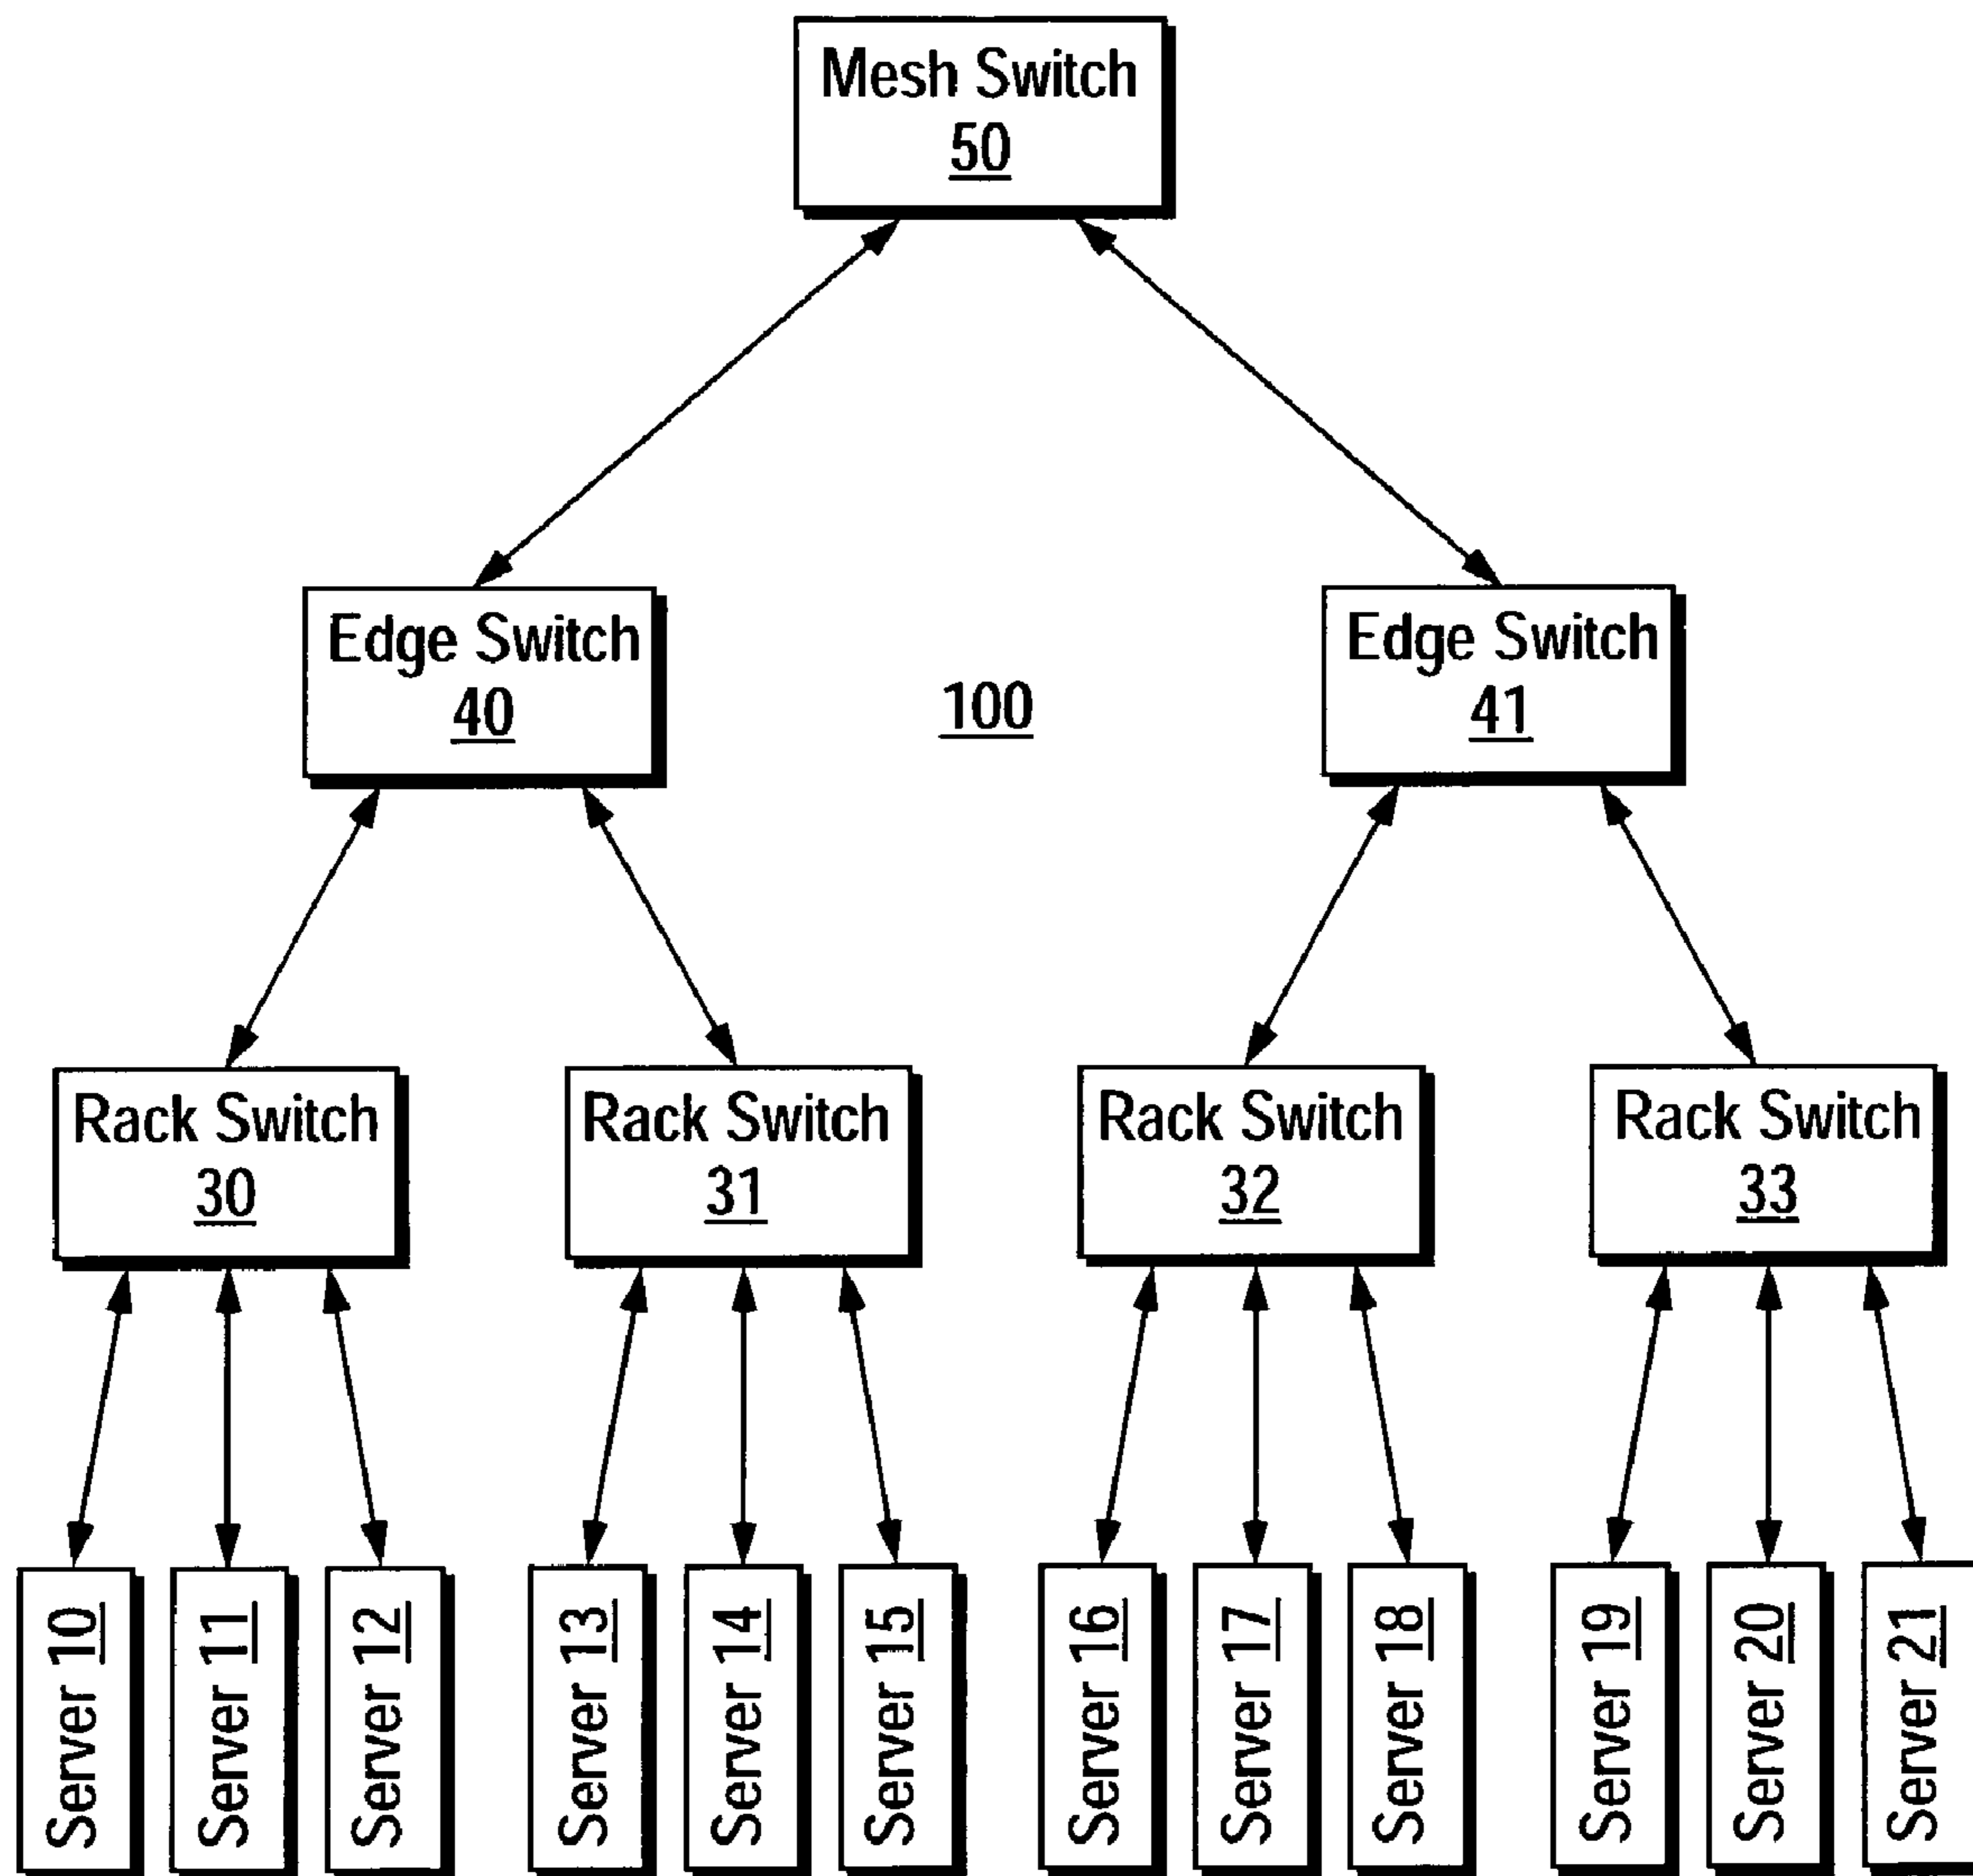 Mesh Switch
50
Edge Switch
40
100
Edge Switch
41
Rack Switch
30
Rack Switch
31
Rack Switch
32
Rack Switch
33
Server 10
Server 11
Server 12
Server 13
Server 14
Server 15
Server 16
Server 17
Server 18
Server 19
Server 20
Server 21